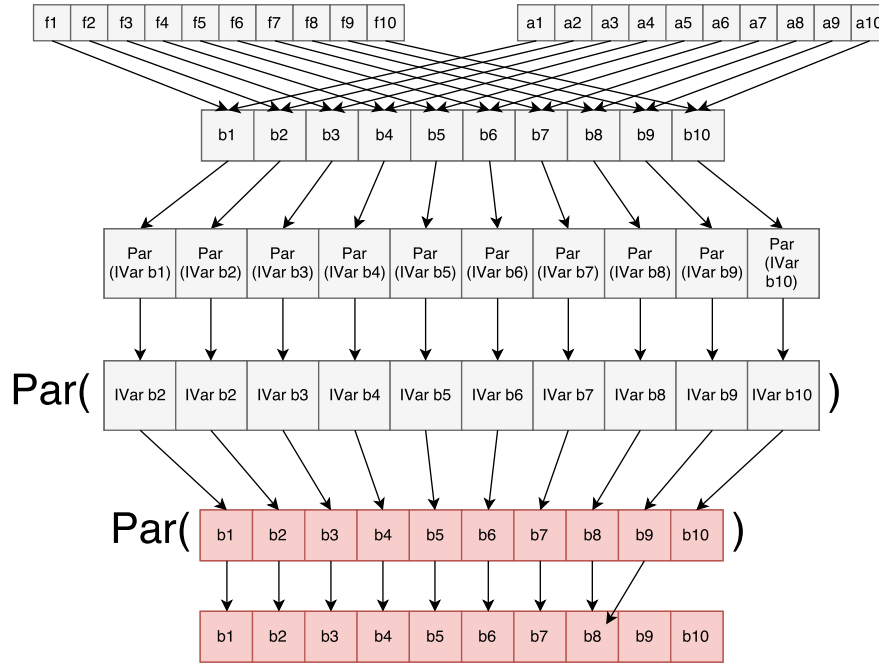 f1 f2 f3 f4 f5 f6 f7 f8 f9 f10 a1 a2 a3 a4 a5 a6 a7 a8 a9 a10
b1 b2 b3 b4 b5 b6 b7 b8 b9 b10
Par
(IVar b1)
Par
(IVar b2)
Par
(IVar b3)
Par
(IVar b4)
Par
(IVar b5)
Par
(IVar b6)
Par
(IVar b7)
Par
(IVar b8)
Par
(IVar b9)
Par
(IVar
b10)
Par( IVar b2 IVar b2 IVar b3 IVar b4 IVar b5 IVar b6 IVar b7 IVar b8 IVar b9 IVar b10 )
Par( b1 b2 b3 b4 b5 b6 b7 b8 b9 b10 )
b1 b2 b3 b4 b5 b6 b7 b8 b9 b10